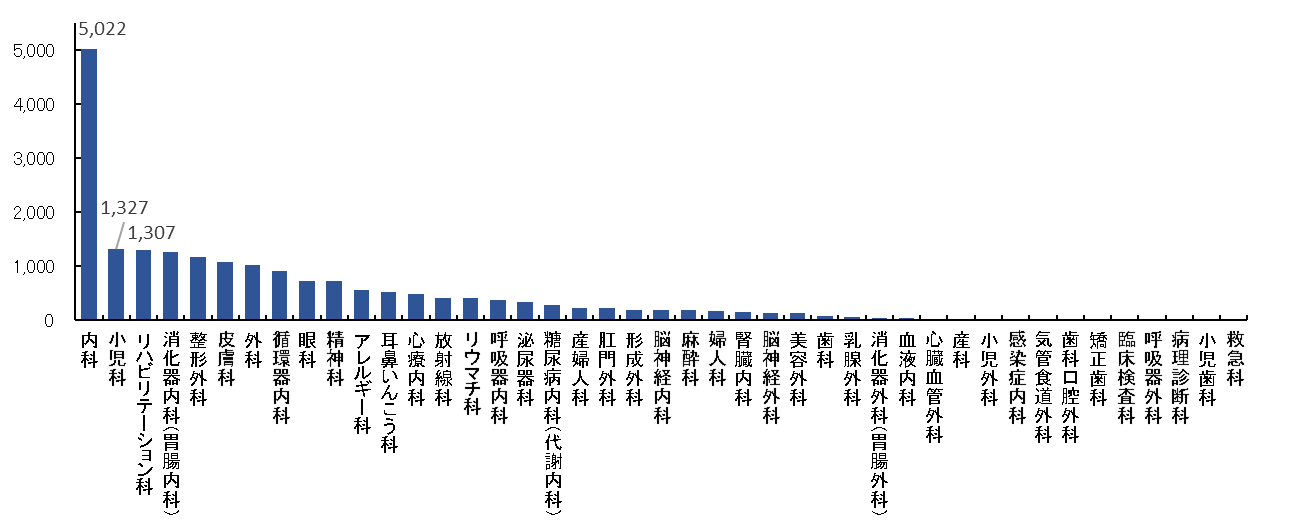 5,022
5,000
4,000
3,000
2,000
1,327
1,307
1,000
0
内科
小児科
リハビリテーション科
消化器内科(胃腸内科)
整形外科
皮膚科
外科
循環器内科
眼科
精神科
アレルギー科
耳鼻いんこう科
心療内科
放射線科
リウマチ科
呼吸器内科
泌尿器科
糖尿病内科(代謝内科)
産婦人科
肛門外科
形成外科
脳神経内科
麻酔科
婦人科
腎臓内科
脳神経外科
美容外科
歯科
乳腺外科
消化器外科(胃腸外科)
血液内科
心臓血管外科
産科
小児外科
感染症内科
気管食道外科
歯科口腔外科
矯正歯科
臨床検査科
呼吸器外科
病理診断科
小児歯科
救急科